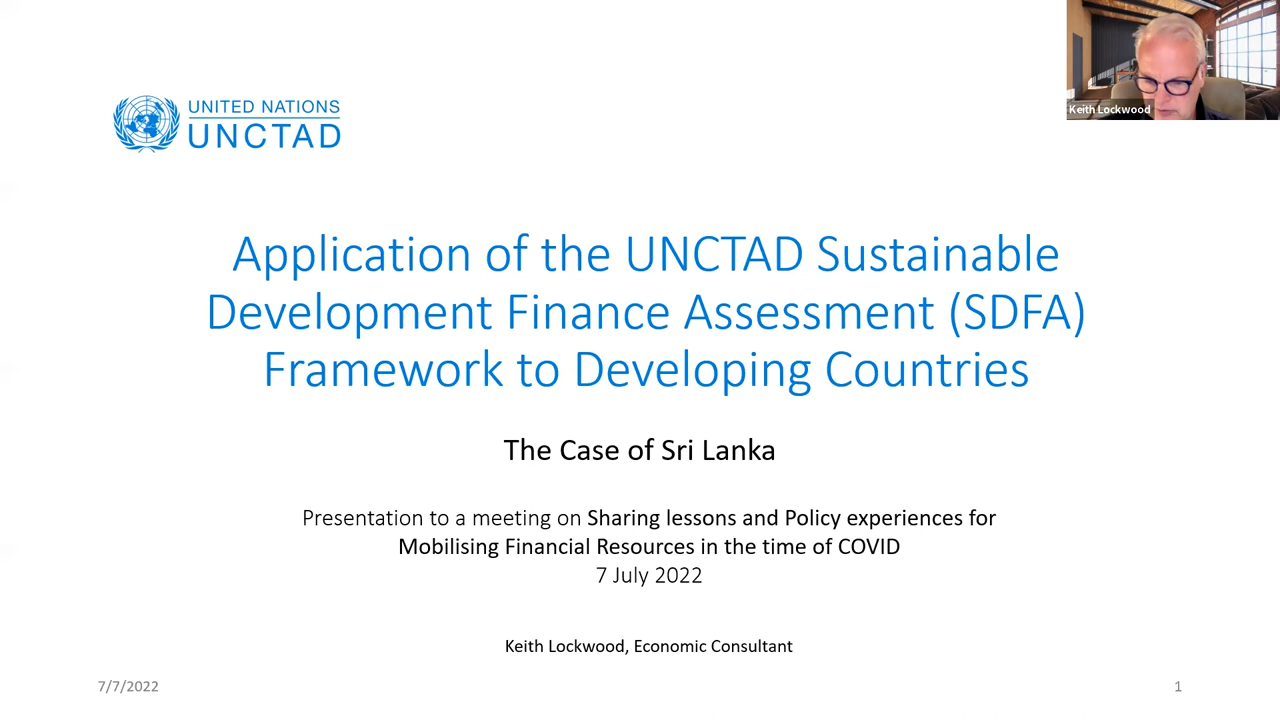 UNITED NATIONS
UNCTAD
Keith Lockwood
Application of the UNCTAD Sustainable
Development Finance Assessment (SDFA)
Framework to Developing Countries
The Case of Sri Lanka
Presentation to a meeting on Sharing lessons and Policy experiences for
Mobilising Financial Resources in the time of COVID
7 July 2022
Keith Lockwood, Economic Consultant
7/7/2022
1